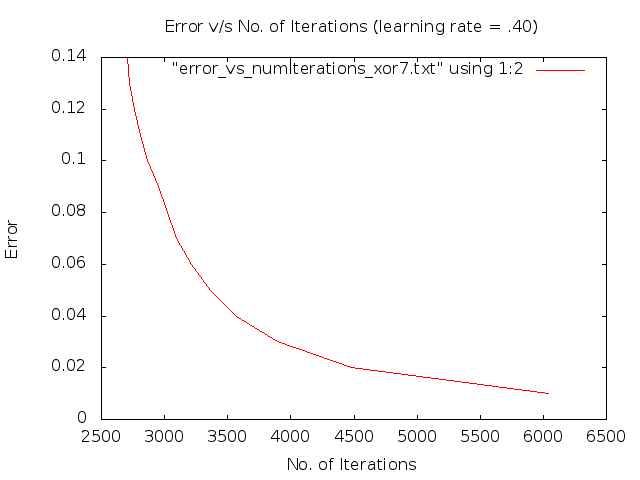 Error v/s No. of Iterations (learning rate = .40)
"error_vs_numIterations_xor7.txt" using 1:2
0.14
0.12
0.1
0.08
0.06
0.04
0.02
0
Error
2500 3000 3500 4000 4500 5000 5500 6000 6500
No. of Iterations